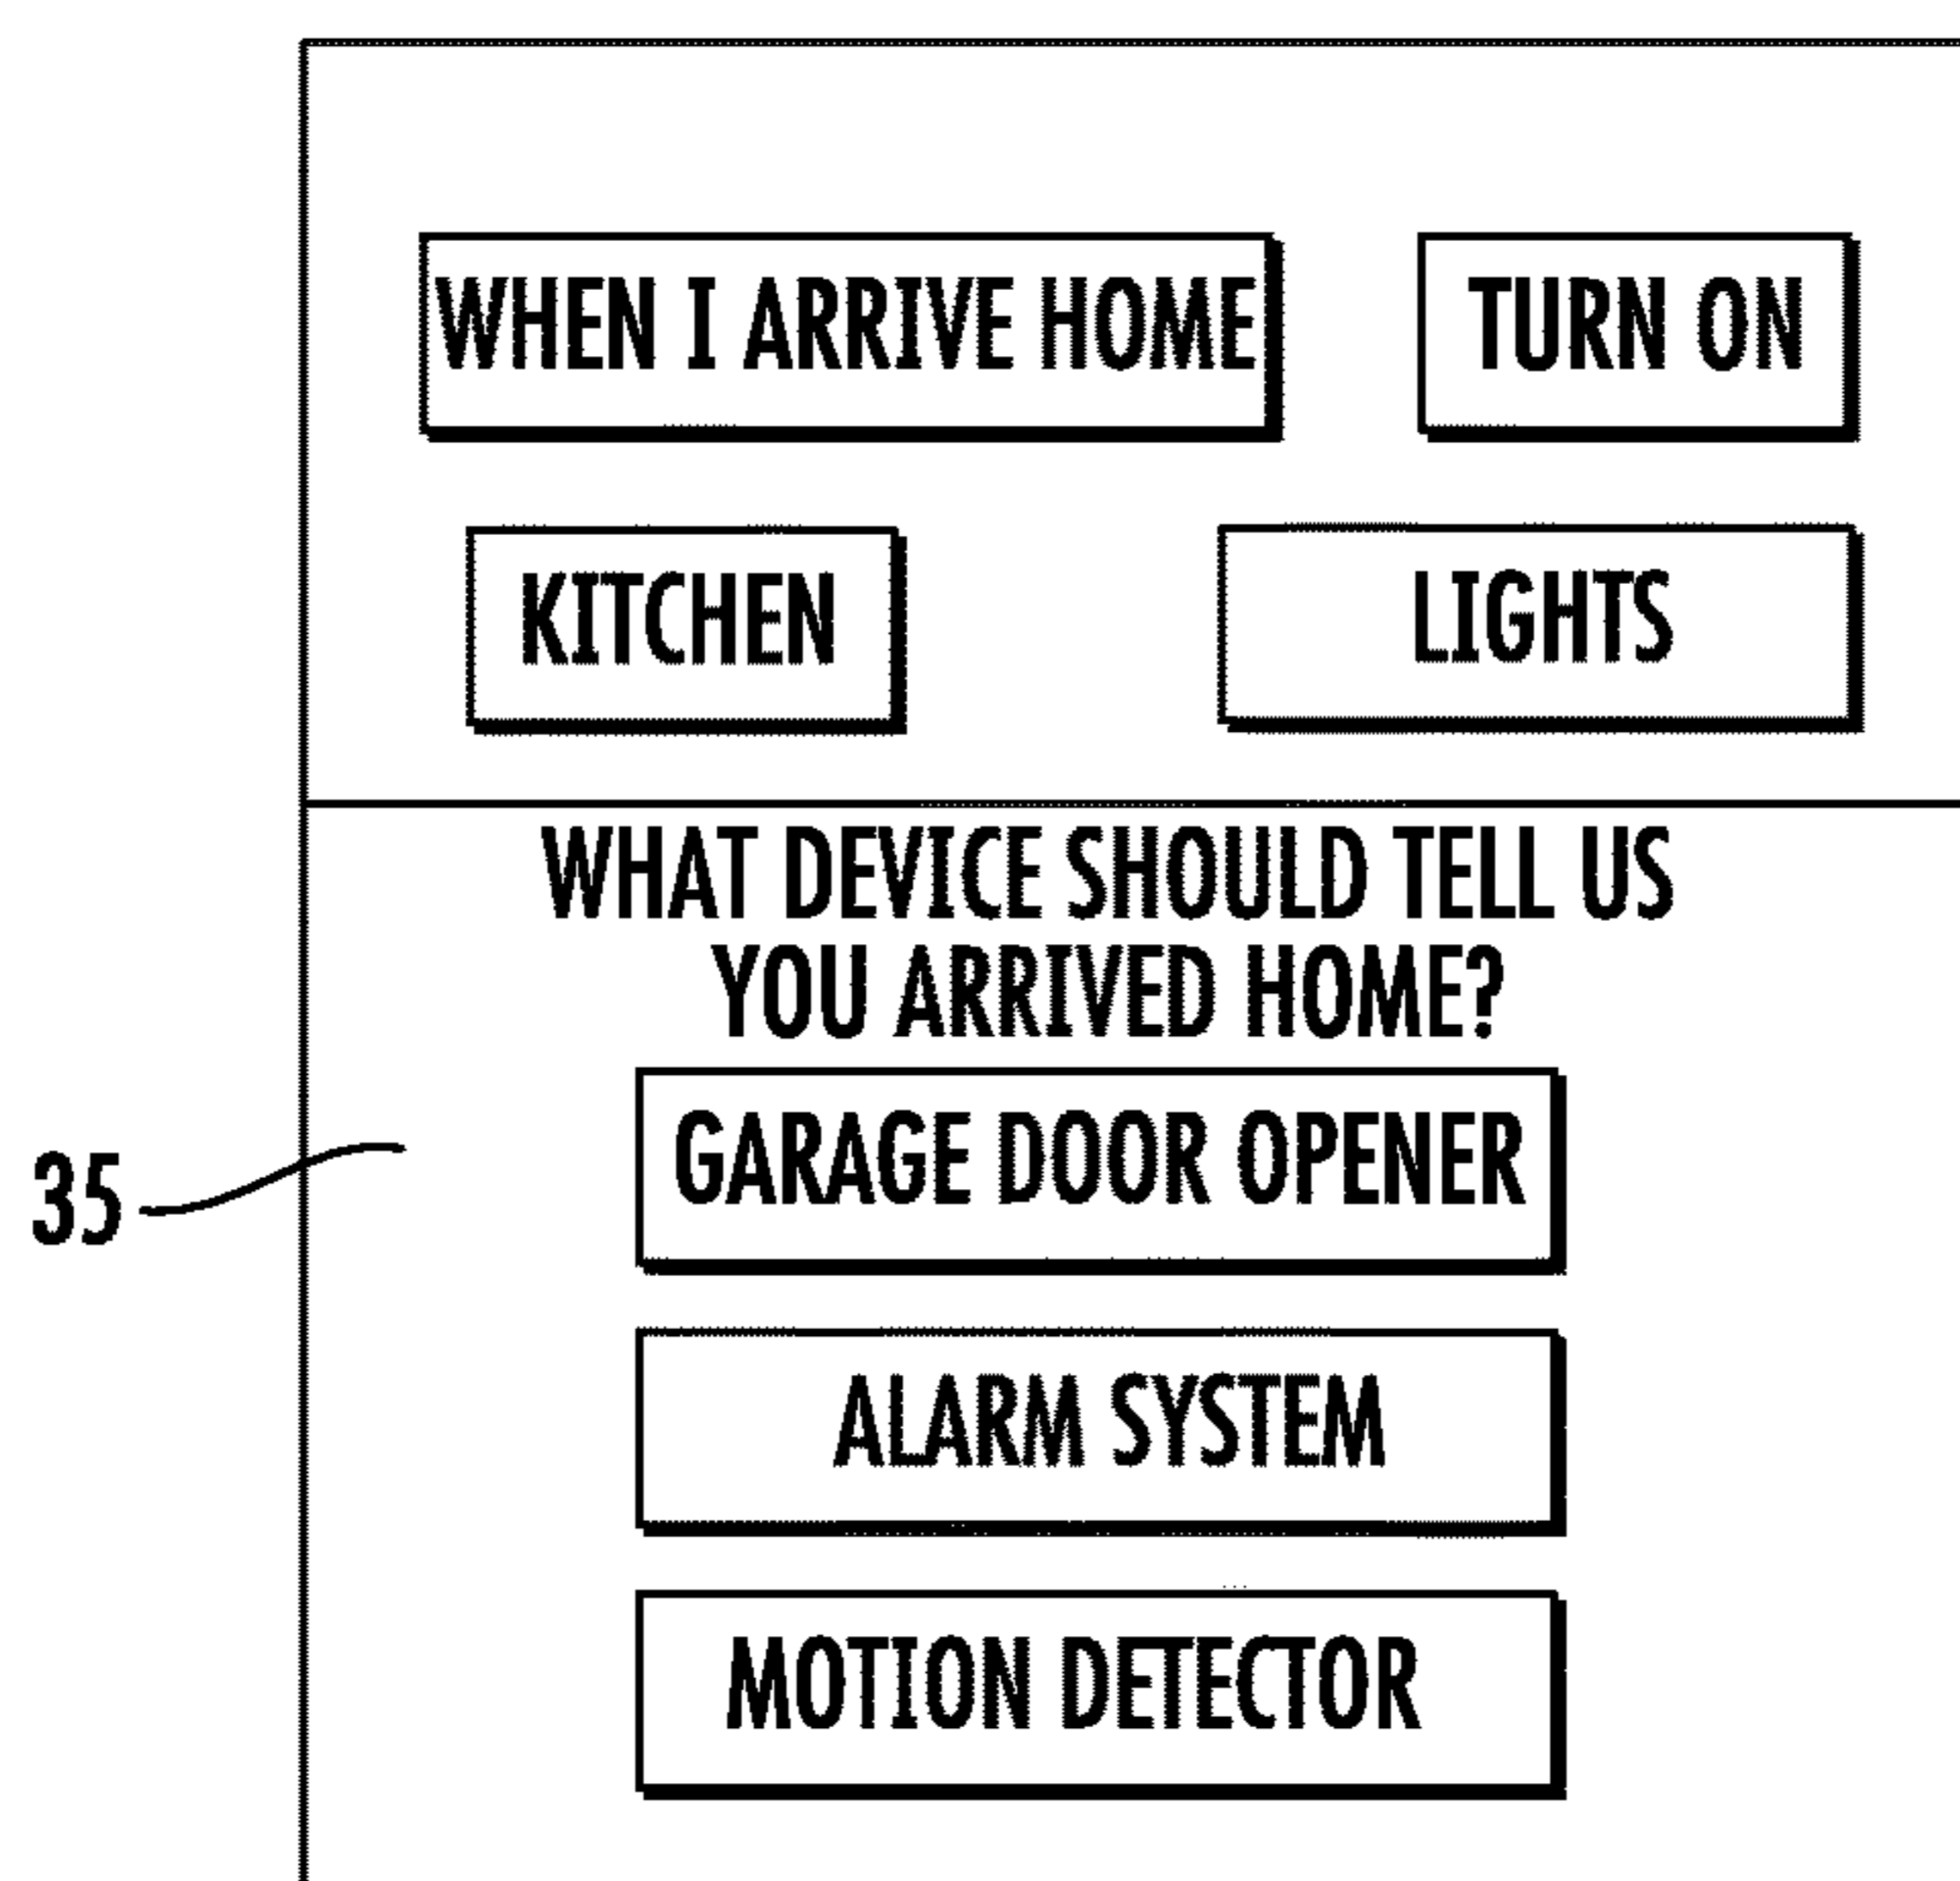 WHEN I ARRIVE HOME
TURN ON
KITCHEN
LIGHTS
WHAT DEVICE SHOULD TELL US
YOU ARRIVED HOME?
GARAGE DOOR OPENER
35
ALARM SYSTEM
MOTION DETECTOR